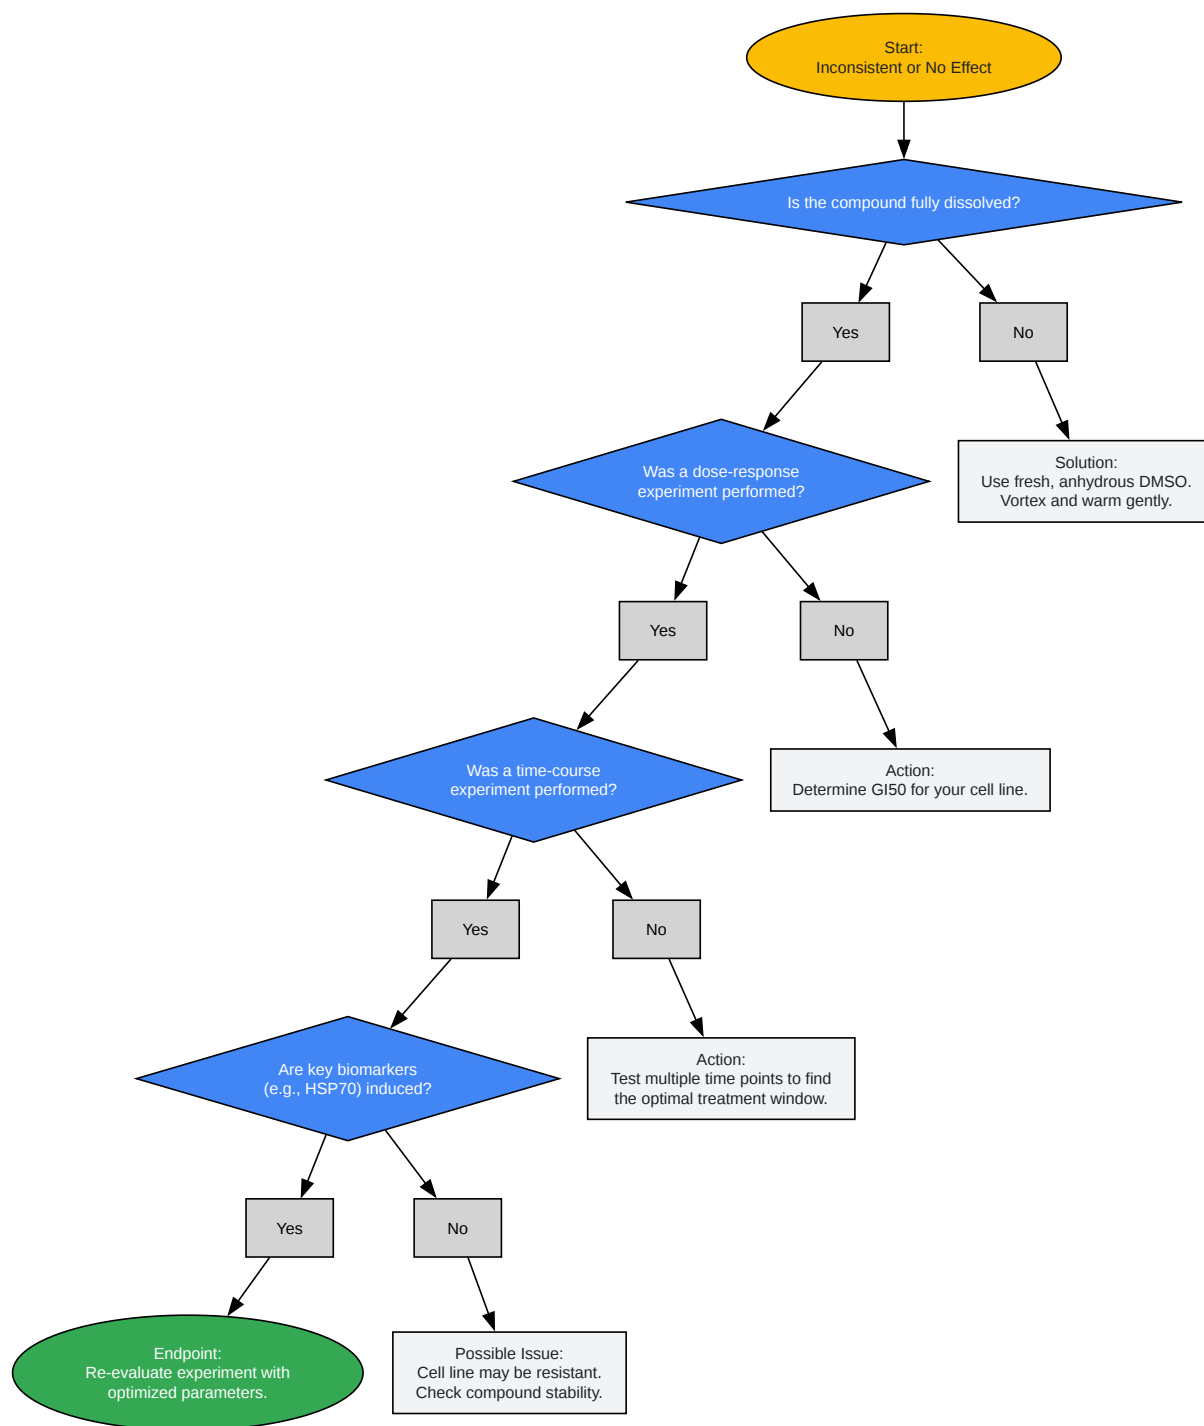 Start:
Inconsistent or No Effect
Is the compound fully dissolved?
Yes
No
Solution:
Use fresh, anhydrous DMSO.
Vortex and warm gently.
Was a dose-response
experiment performed?
Yes
No
Action:
Determine GI50 for your cell line.
Was a time-course
experiment performed?
Yes
No
Action:
Test multiple time points to find
the optimal treatment window.
Are key biomarkers
(e.g., HSP70) induced?
Yes
No
Endpoint:
Re-evaluate experiment with
optimized parameters.
Possible Issue:
Cell line may be resistant.
Check compound stability.